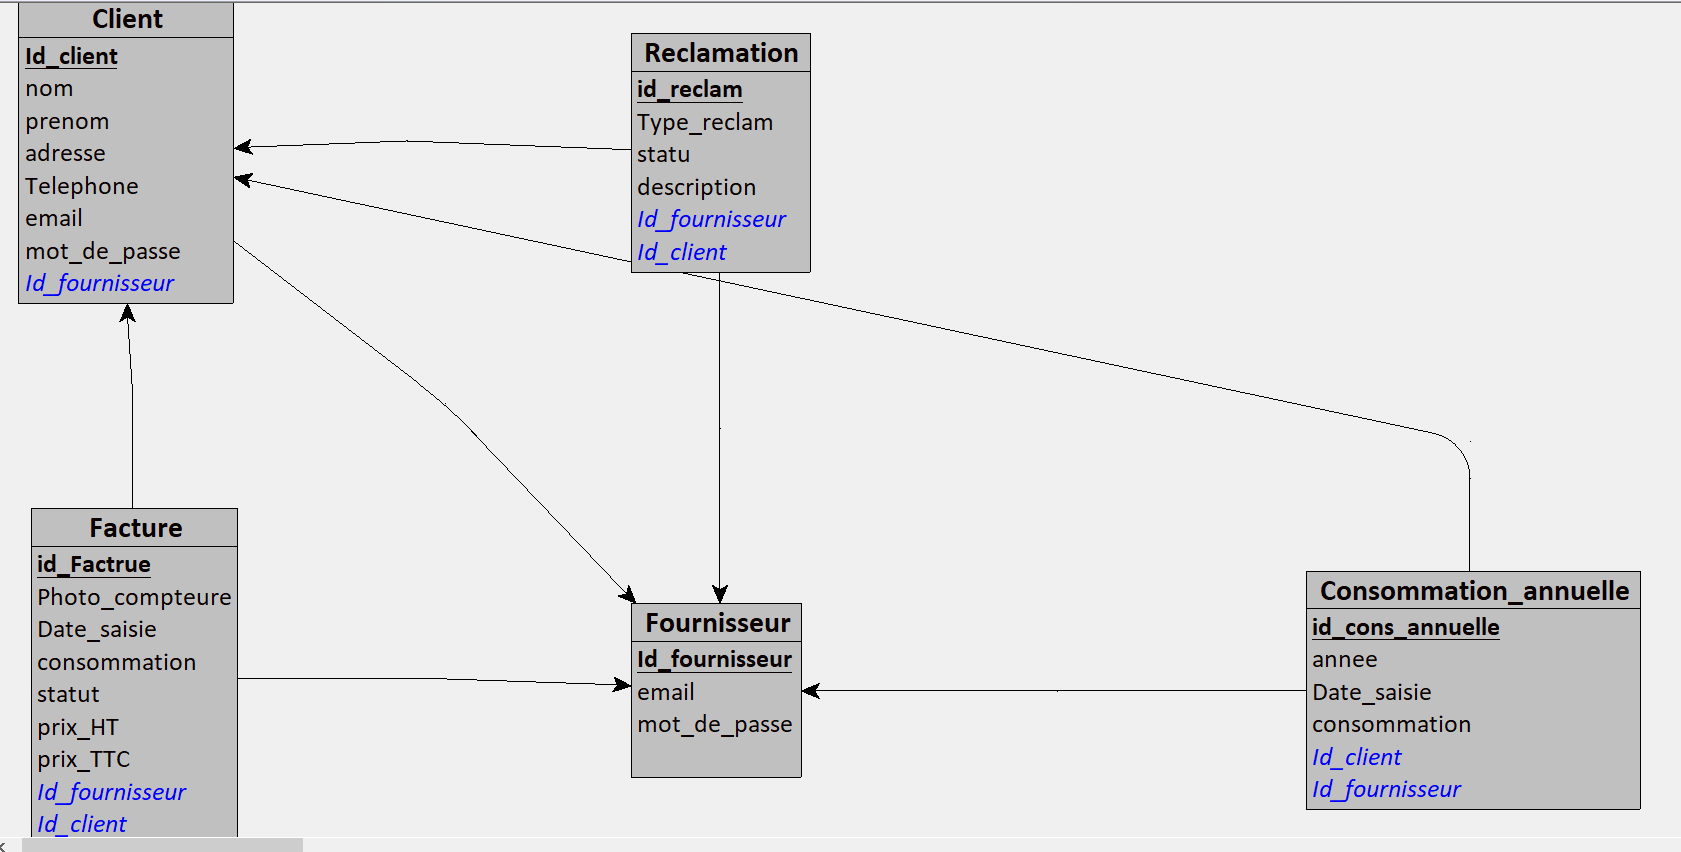 Client
Id_client
nom
prenom
adresse
Telephone
email
mot_de_passe
Id_fournisseur
Reclamation
id_reclam
Type_reclam
statu
description
Id_fournisseur
Id_client
Facture
id_Factrue
Photo_compteure
Date_saisie
consommation
statut
prix_HT
prix_TTC
Id_fournisseur
Id_client
Fournisseur
Id_fournisseur
email
mot_de_passe
Consommation_annuelle
id_cons_annuelle
annee
Date_saisie
consommation
Id_client
Id_fournisseur